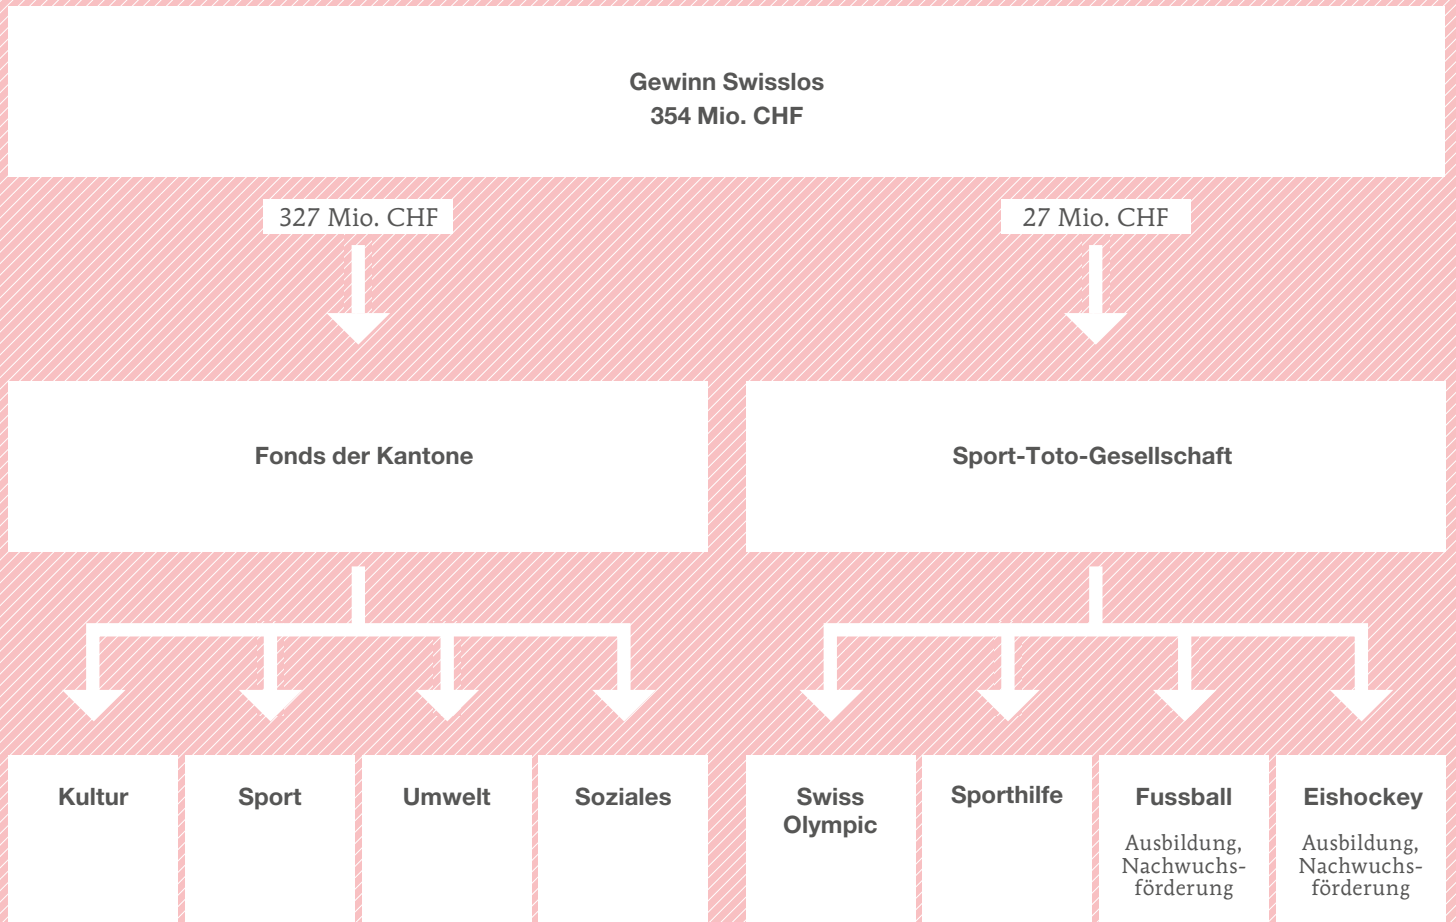 Gewinn Swisslos
354 Mio. CHF
327 Mio. CHF
27 Mio. CHF
Fonds der Kantone
Sport-Toto-Gesellschaft
Kultur
Sport
Umwelt
Soziales
Swiss
Olympic
Sporthilfe
Fussball
Ausbildung,
Nachwuchs-
förderung
Eishockey
Ausbildung,
Nachwuchs-
förderung